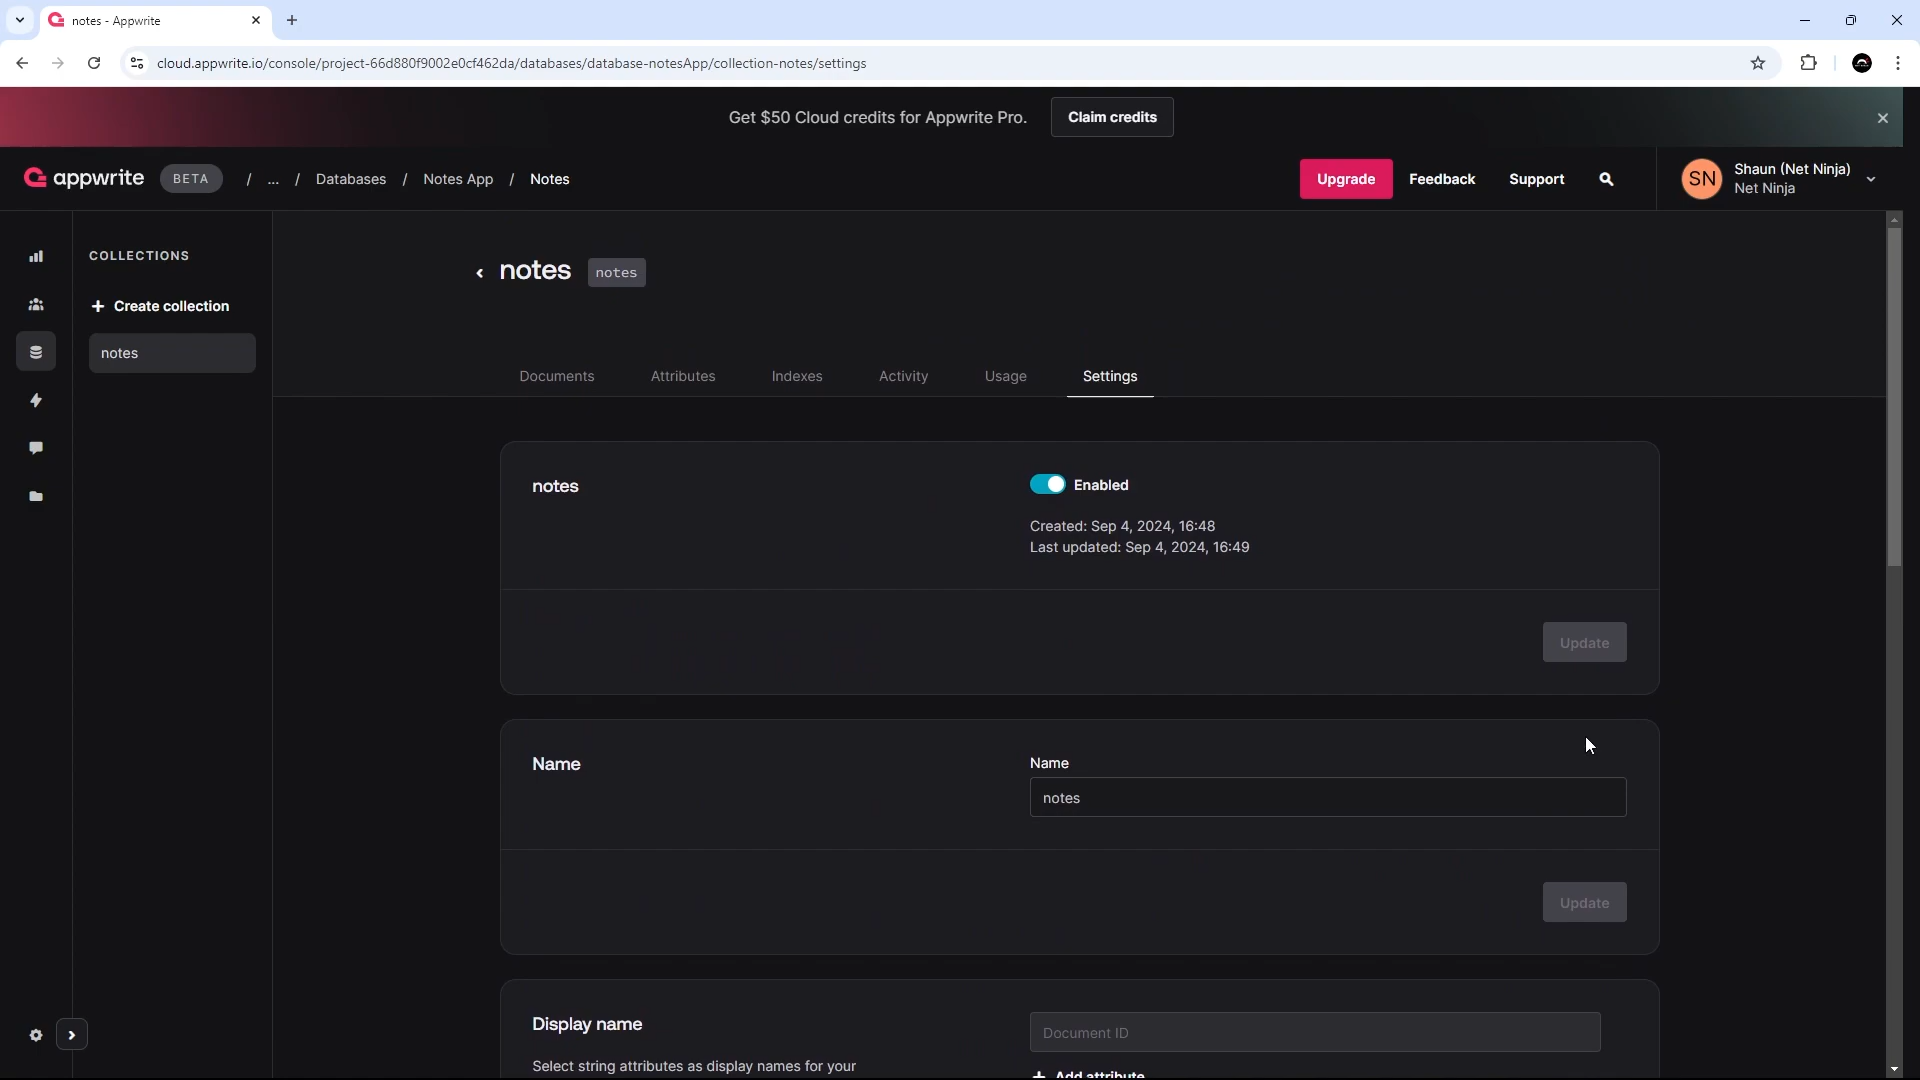 notes - Appwrite
cloud.appwrite.io/console/project-66d880f9002e0cf462da/databases/database-notesApp/collection-notes/settings
Get $50 Cloud credits for Appwrite Pro. Claim credits
appwrite BETA / ... / Databases / Notes App / Notes
Upgrade Feedback Support
SN Shaun (Net Ninja)
Net Ninja
COLLECTIONS
Create collection
notes
notes notes
Documents Attributes Indexes Activity Usage Settings
notes
Enabled
Created: Sep 4, 2024, 16:48
Last updated: Sep 4, 2024, 16:49
Update
Name
Name
notes
Update
Display name
Document ID
Select string attributes as display names for your
Add attribute